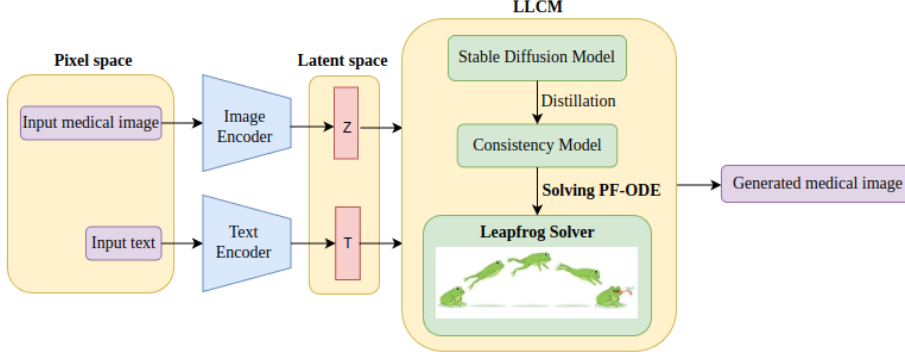 LLCM
Pixel space
Latent space
Stable Diffusion Model
Input medical image
Image
Encoder
Z
Distillation
Consistency Model
Solving PF-ODE
Generated medical image
Input text
Text
Encoder
T
Leapfrog Solver